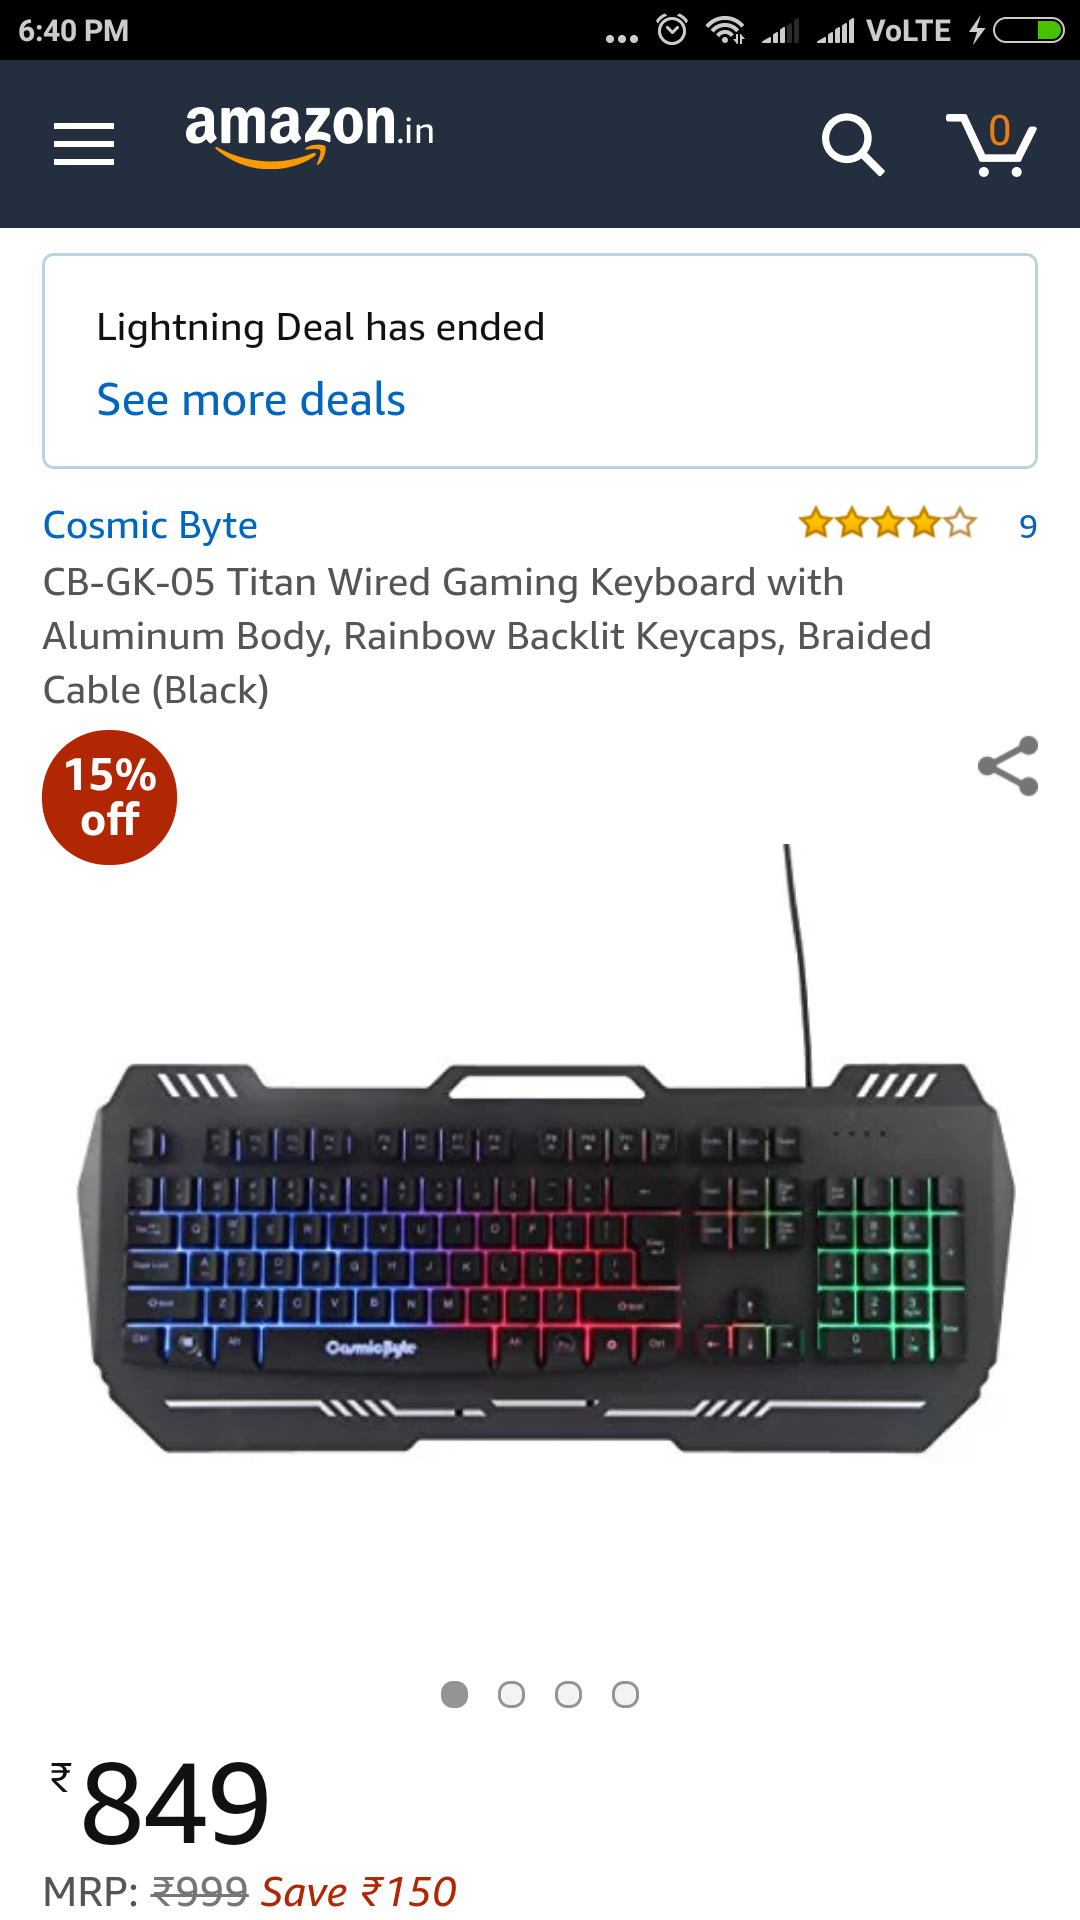 6:40 PM
VoLTE
amazon.in
0
Lightning Deal has ended
See more deals
Cosmic Byte
9
CB-GK-05 Titan Wired Gaming Keyboard with
Aluminum Body, Rainbow Backlit Keycaps, Braided
Cable (Black)
15%
off
CosmicByte
₹849
MRP: ₹999 Save ₹150